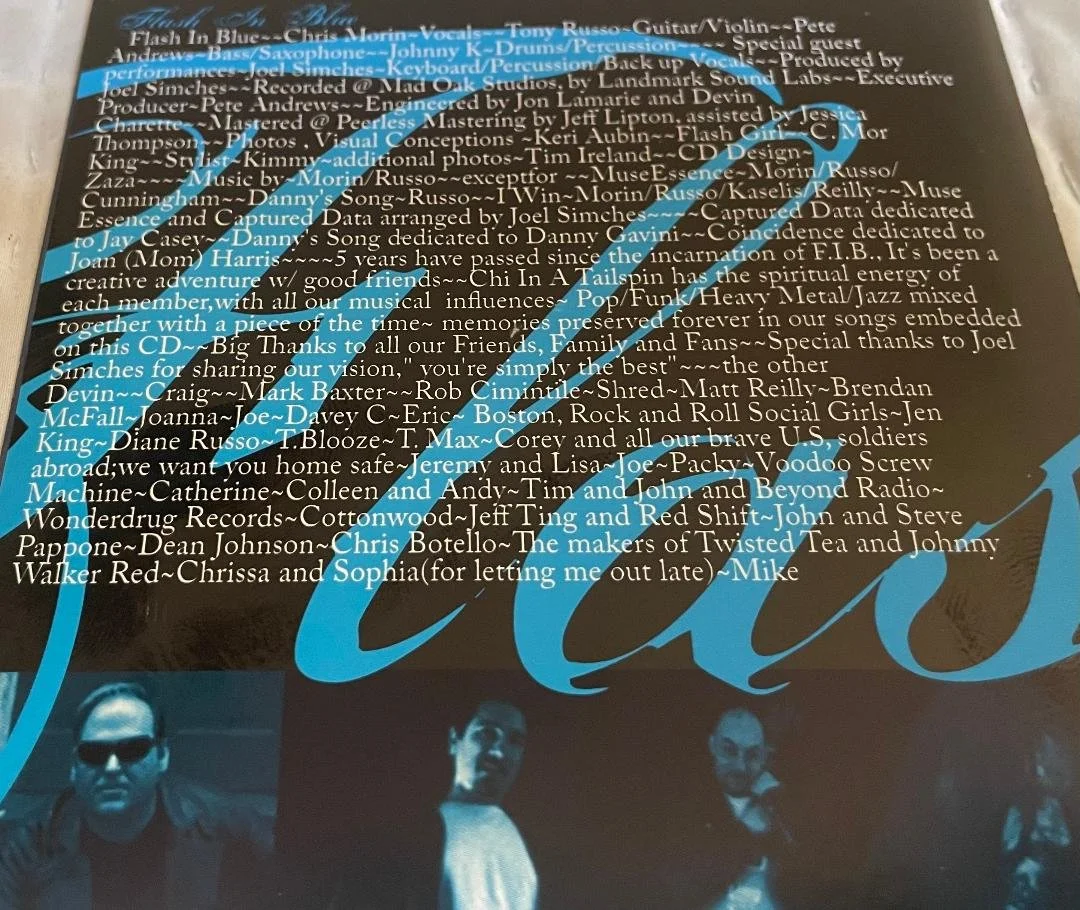 Flash In Blue
Flash In Blue~~Chris Morin~Vocals~~Tony Russo~Guitar/Violin~~Pete
Andrews~Bass/Saxophone~~Johnny K~Drums/Percussion~~~~ Special guest
performances~Joel Simches~Keyboard/Percussion/Back up Vocals~~Produced by
Joel Simches~~Recorded @ Mad Oak Studios, by Landmark Sound Labs~~Executive
Producer~Pete Andrews~~Engineered by Jon Lamarie and Devin
Charette~~Mastered @ Peerless Mastering by Jeff Lipton, assisted by Jessica
Thompson~~Photos , Visual Conceptions ~Keri Aubin~~Flash Girl~~C. Mor
King~~Stylist~Kimmy~additional photos~Tim Ireland~~CD Design~
Zaza~~~~Music by~Morin/Russo~~exceptfor ~~MuseEssence~Morin/Russo/
Cunningham~~Danny's Song~Russo~~I Win~Morin/Russo/Kaselis/Reilly~~Muse
Essence and Captured Data arranged by Joel Simches~~~~Captured Data dedicated
to Jay Casey~~Danny's Song dedicated to Danny Gavini~~Coincidence dedicated to
Joan (Mom) Harris~~~~5 years have passed since the incarnation of F.I.B., It's been a
creative adventure w/ good friends~~Chi In A Tailspin has the spiritual energy of
each member,with all our musical influences~ Pop/Funk/Heavy Metal/Jazz mixed
together with a piece of the time~ memories preserved forever in our songs embedded
on this CD~~Big Thanks to all our Friends, Family and Fans~~Special thanks to Joel
Simches for sharing our vision," you're simply the best"~~~the other
Devin~~Craig~~Mark Baxter~~Rob Cimintile~Shred~Matt Reilly~Brendan
McFall~Joanna~Joe~Davey C~Eric~ Boston, Rock and Roll Social Girls~Jen
King~Diane Russo~T.Blooze~T. Max~Corey and all our brave U.S. soldiers
abroad;we want you home safe~Jeremy and Lisa~Joe~Packy~Voodoo Screw
Machine~Catherine~Colleen and Andy~Tim and John and Beyond Radio~
Wonderdrug Records~Cottonwood~Jeff Ting and Red Shift~John and Steve
Pappone~Dean Johnson~Chris Botello~The makers of Twisted Tea and Johnny
Walker Red~Chrissa and Sophia(for letting me out late)~Mike
Flas